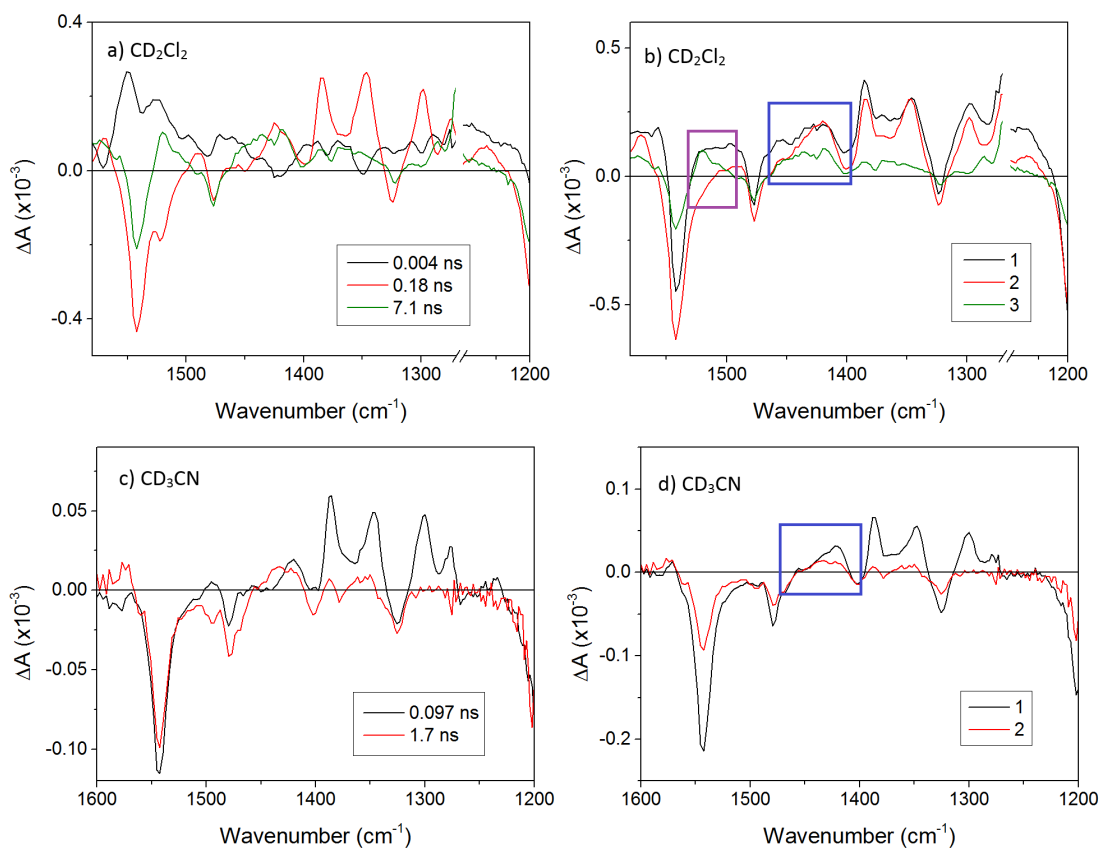 a) CD₂Cl₂
0.4
0.0
-0.4
ΔA (x10⁻³)
0.004 ns
0.18 ns
7.1 ns
1500 1400 1300 1200
Wavenumber (cm⁻¹)
b) CD₂Cl₂
0.5
0.0
-0.5
ΔA (x10⁻³)
1
2
3
1500 1400 1300 1200
Wavenumber (cm⁻¹)
c) CD₃CN
0.05
0.00
-0.05
-0.10
ΔA (x10⁻³)
0.097 ns
1.7 ns
1600 1500 1400 1300 1200
Wavenumber (cm⁻¹)
d) CD₃CN
0.1
0.0
-0.1
-0.2
ΔA (x10⁻³)
1
2
1600 1500 1400 1300 1200
Wavenumber (cm⁻¹)